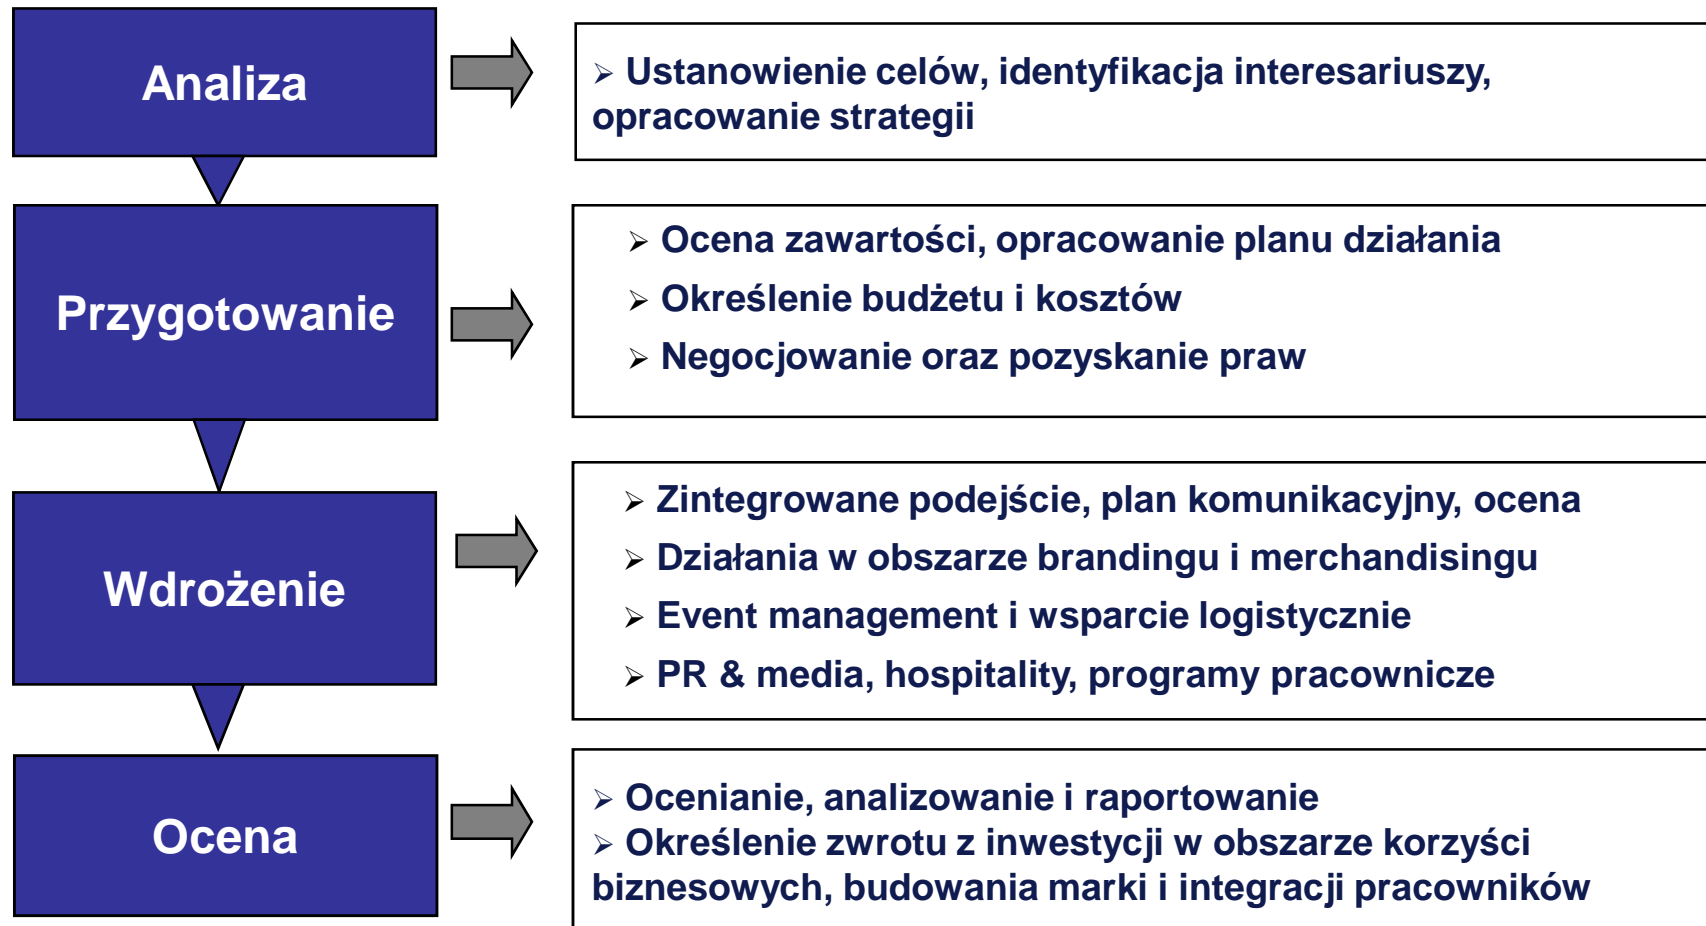 Analiza
➢ Ustanowienie celów, identyfikacja interesariuszy,
opracowanie strategii
Przygotowanie
➢ Ocena zawartości, opracowanie planu działania
➢ Określenie budżetu i kosztów
➢ Negocjowanie oraz pozyskanie praw
Wdrożenie
➢ Zintegrowane podejście, plan komunikacyjny, ocena
➢ Działania w obszarze brandingu i merchandisingu
➢ Event management i wsparcie logistycznie
➢ PR & media, hospitality, programy pracownicze
Ocena
➢ Ocenianie, analizowanie i raportowanie
➢ Określenie zwrotu z inwestycji w obszarze korzyści
biznesowych, budowania marki i integracji pracowników